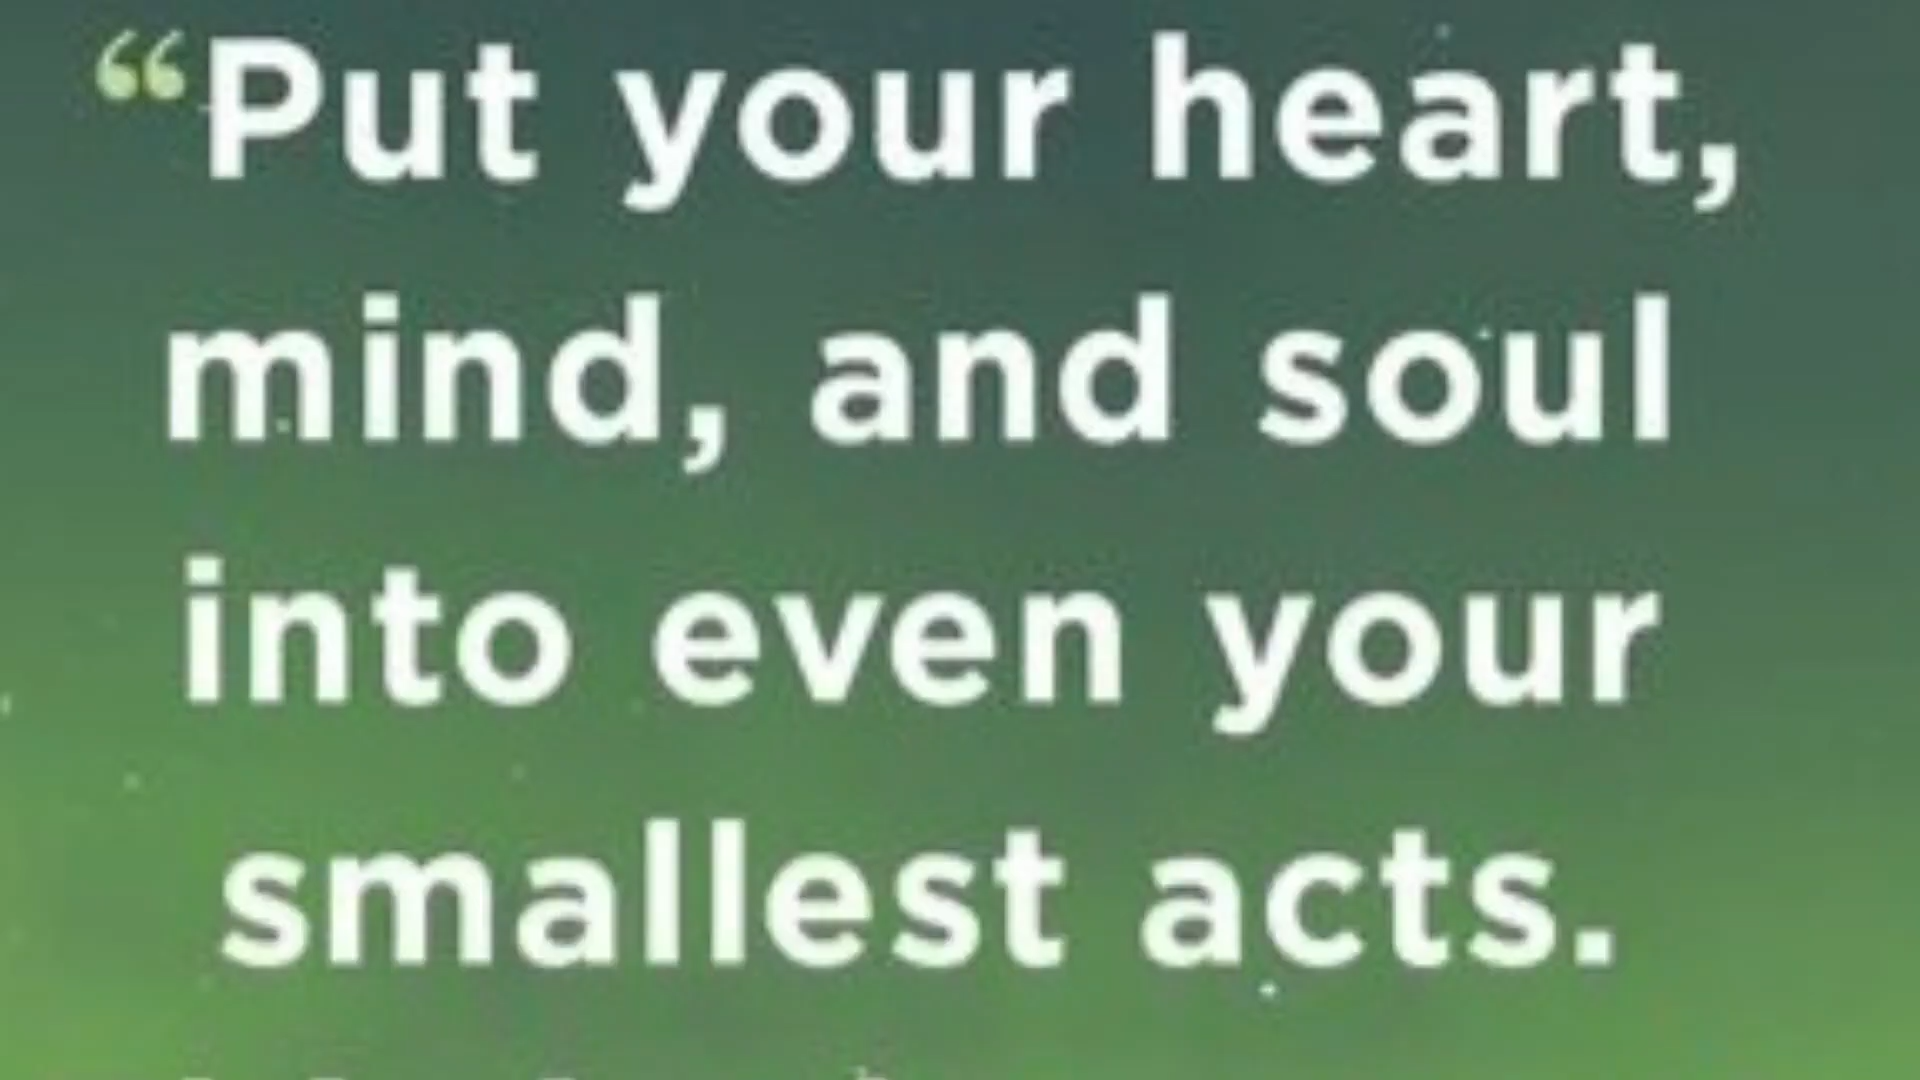 “Put your heart,
mind, and soul
into even your
smallest acts.